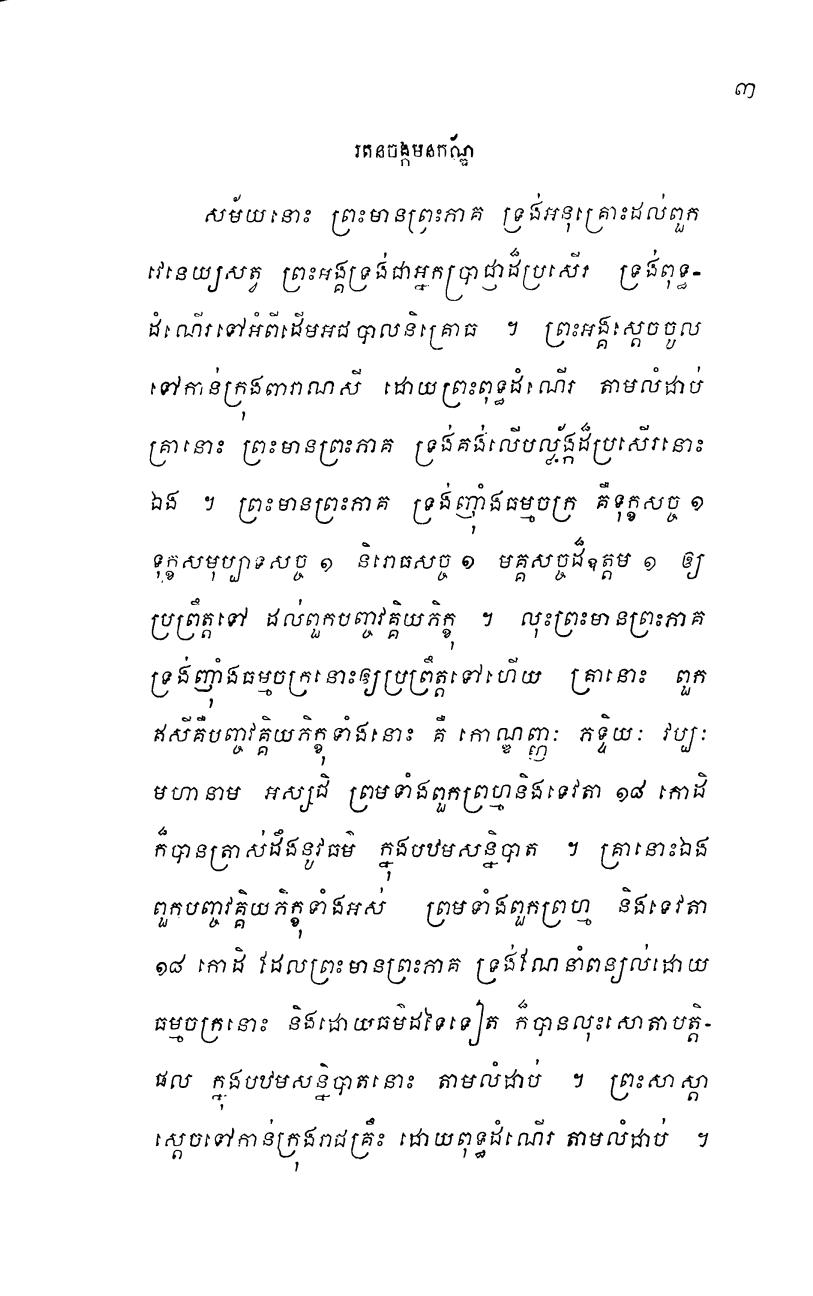 ៣
រតនចង្កមនកណ្ឌ័
សម័យនោះ ព្រះមានព្រះភាគ ទ្រង់អនុគ្រោះដល់ពួក
វេនេយ្យសត្វ ព្រះអង្គទ្រង់ជាអ្នកប្រាជ្ញដ៏ប្រសើរ ទ្រង់ពុទ្ធ-
ដំណើរទៅអំពីដើមអជបាលនិគ្រោធ ។ ព្រះអង្គស្តេចចូល
ទៅកាន់ក្រុងពារាណសី ដោយព្រះពុទ្ធដំណើរ តាមលំដាប់
គ្រានោះ ព្រះមានព្រះភាគ ទ្រង់គង់លើបល្ល័ង្កដ៏ប្រសើរនោះ
ឯង ។ ព្រះមានព្រះភាគ ទ្រង់ញុំាងធម្មចក្រ គឺទុក្ខសច្ច ១
ទុក្ខសមុប្បាទសច្ច ១ និរោធសច្ច ១ មគ្គសច្ចដ៏ឧត្តម ១ ឲ្យ
ប្រព្រឹត្តទៅ ដល់ពួកបញ្ចវគ្គិយភិក្ខុ ។ លុះព្រះមានព្រះភាគ
ទ្រង់ញុំាងធម្មចក្រនោះឲ្យប្រព្រឹត្តទៅហើយ គ្រានោះ ពួក
ឥសីគឺបញ្ចវគ្គិយភិក្ខុទាំងនោះ គឺ កោណ្ឌញ្ញៈ ភទ្ទិយៈ វប្បៈ
មហានាម អស្សជិ ព្រមទាំងពួកព្រហ្មនិងទេវតា ១៨ កោដិ
ក៏បានត្រាស់ដឹងនូវធម៌ ក្នុងបឋមសន្និបាត ។ គ្រានោះឯង
ពួកបញ្ចវគ្គិយភិក្ខុទាំងអស់ ព្រមទាំងពួកព្រហ្ម និងទេវតា
១៨ កោដិ ដែលព្រះមានព្រះភាគ ទ្រង់ណែនាំពន្យល់ដោយ
ធម្មចក្រនោះ និងដោយធម៌ដទៃទៀត ក៏បានលុះសោតាបត្តិ-
ផល ក្នុងបឋមសន្និបាតនោះ តាមលំដាប់ ។ ព្រះសាស្តា
ស្តេចទៅកាន់ក្រុងរាជគ្រឹះ ដោយពុទ្ធដំណើរ តាមលំដាប់ ។